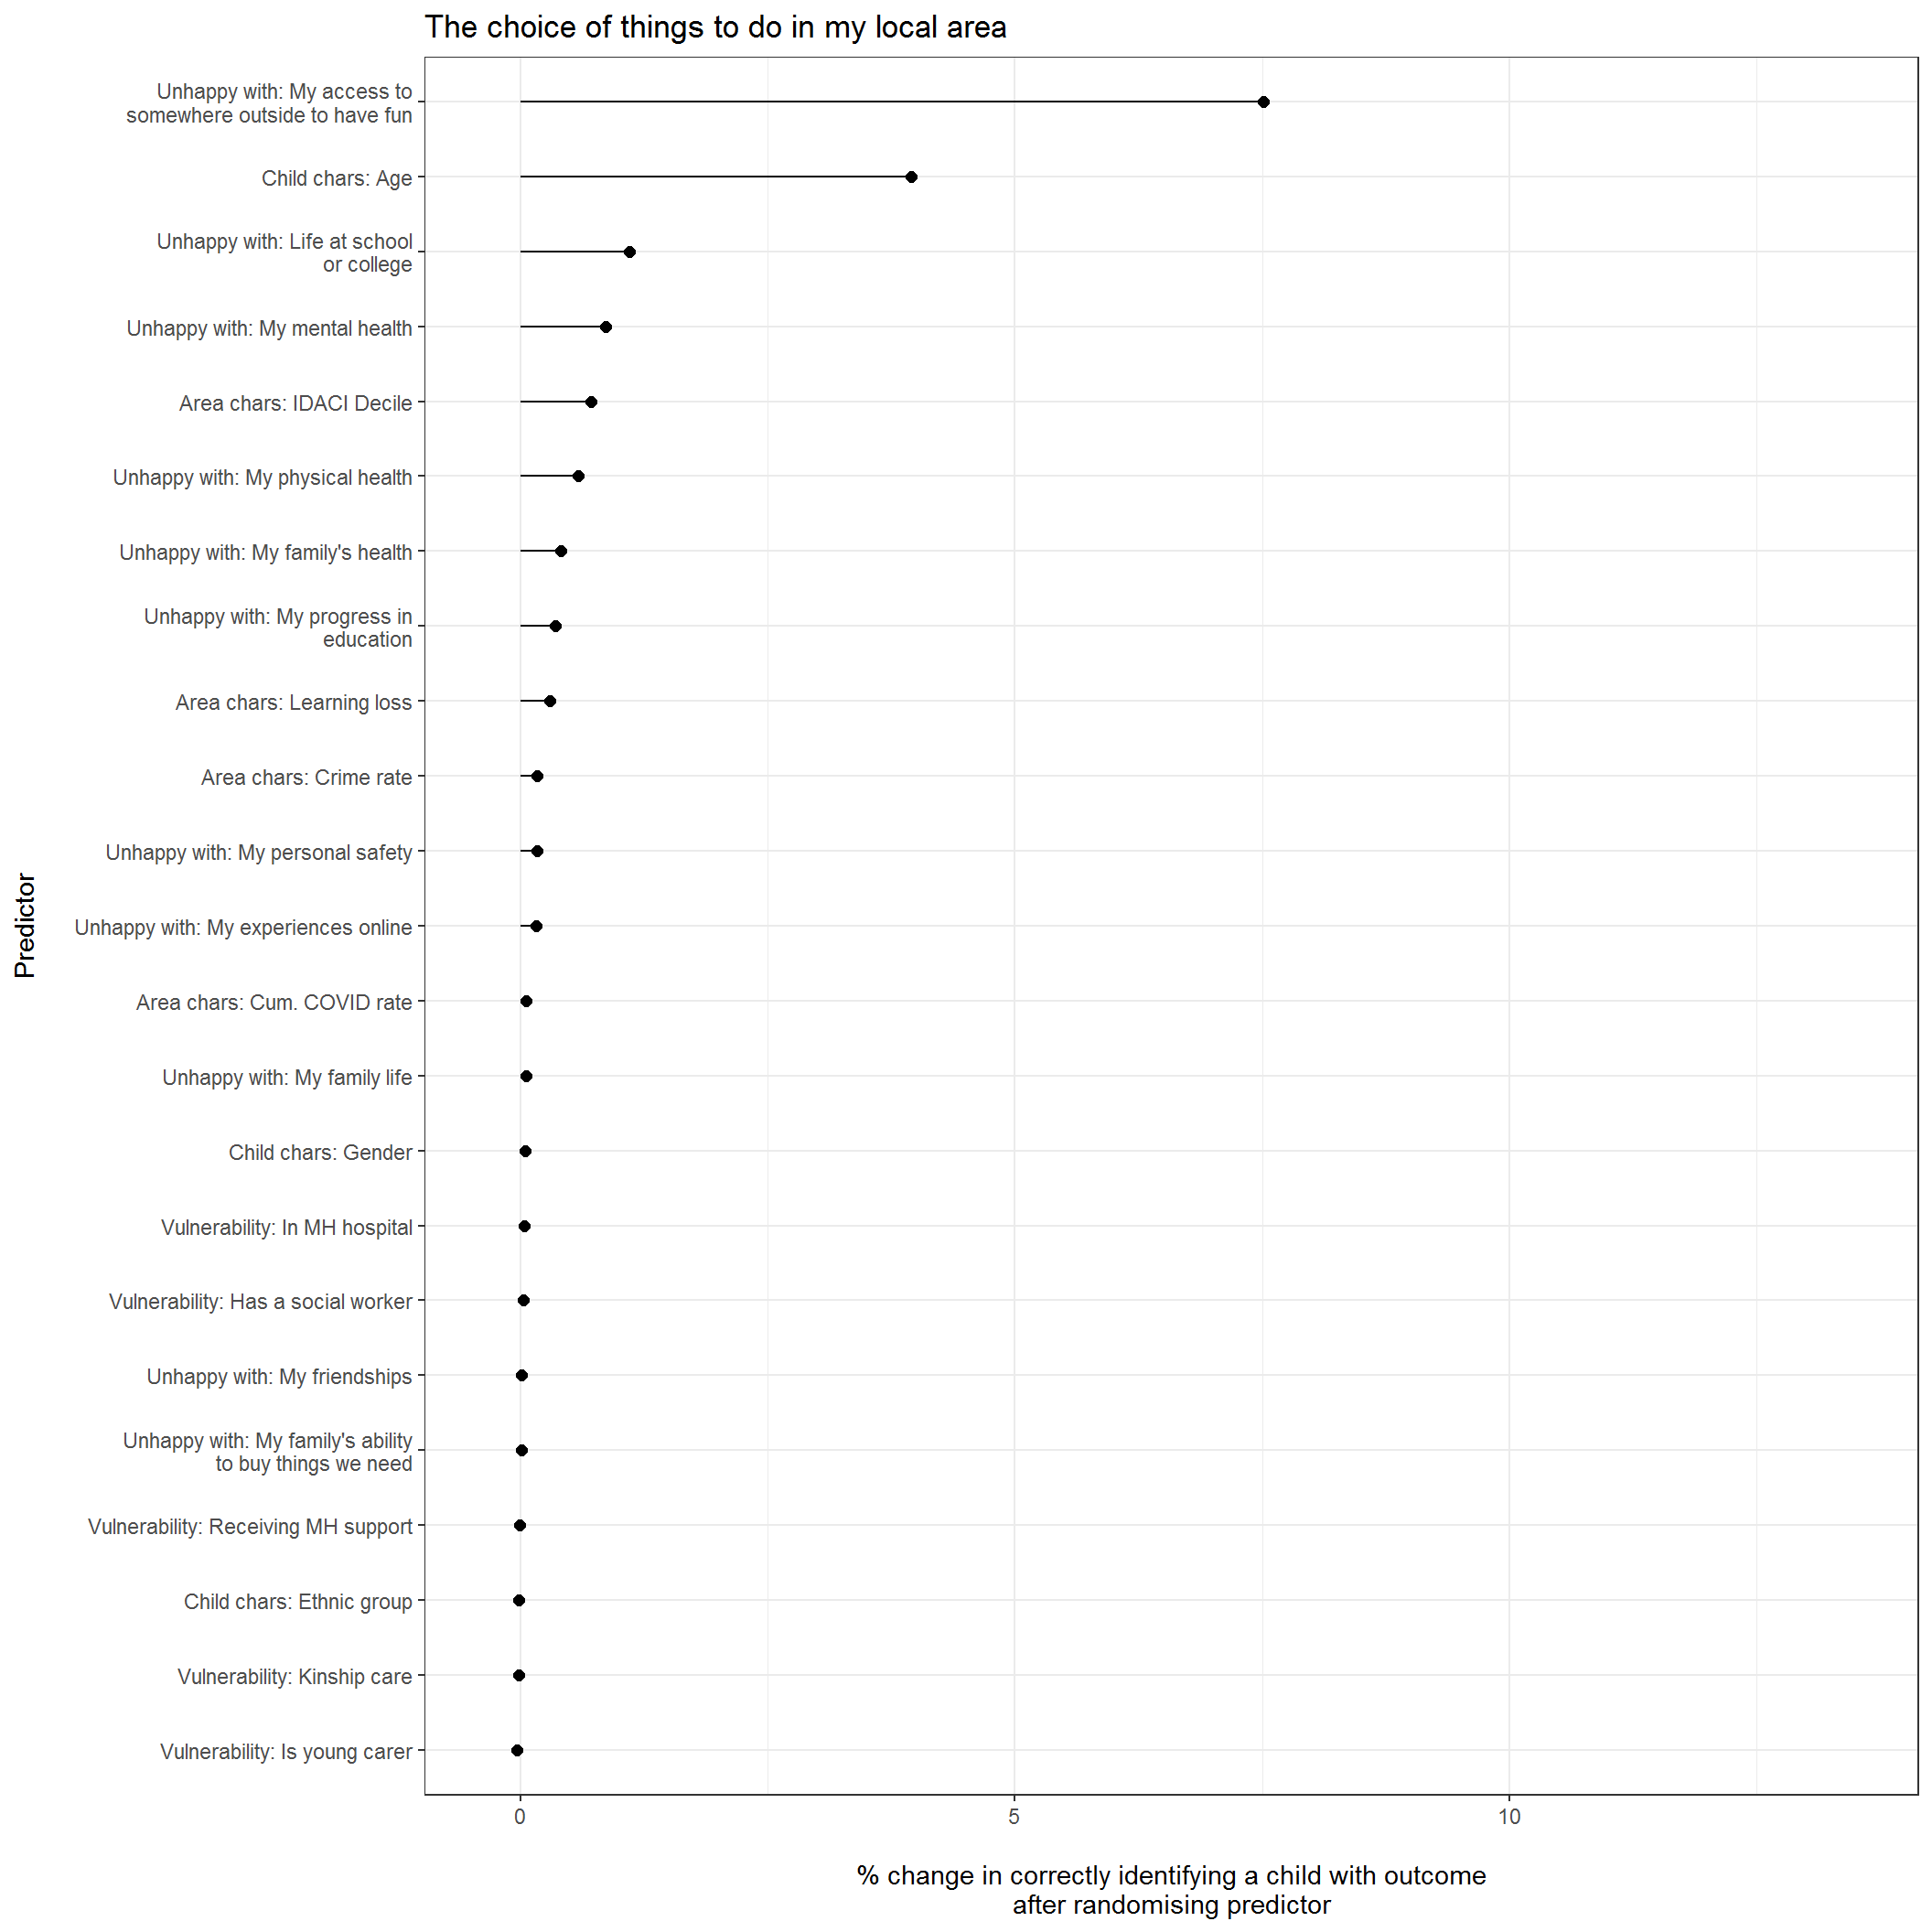 The choice of things to do in my local area
Unhappy with: My access to
somewhere outside to have fun
Child chars: Age
Unhappy with: Life at school
or college
Unhappy with: My mental health
Area chars: IDACI Decile
Unhappy with: My physical health
Unhappy with: My family's health
Unhappy with: My progress in
education
Area chars: Learning loss
Area chars: Crime rate
Unhappy with: My personal safety
Unhappy with: My experiences online
Area chars: Cum. COVID rate
Unhappy with: My family life
Child chars: Gender
Vulnerability: In MH hospital
Vulnerability: Has a social worker
Unhappy with: My friendships
Unhappy with: My family's ability
to buy things we need
Vulnerability: Receiving MH support
Child chars: Ethnic group
Vulnerability: Kinship care
Vulnerability: Is young carer
Predictor
0 5 10
% change in correctly identifying a child with outcome
after randomising predictor